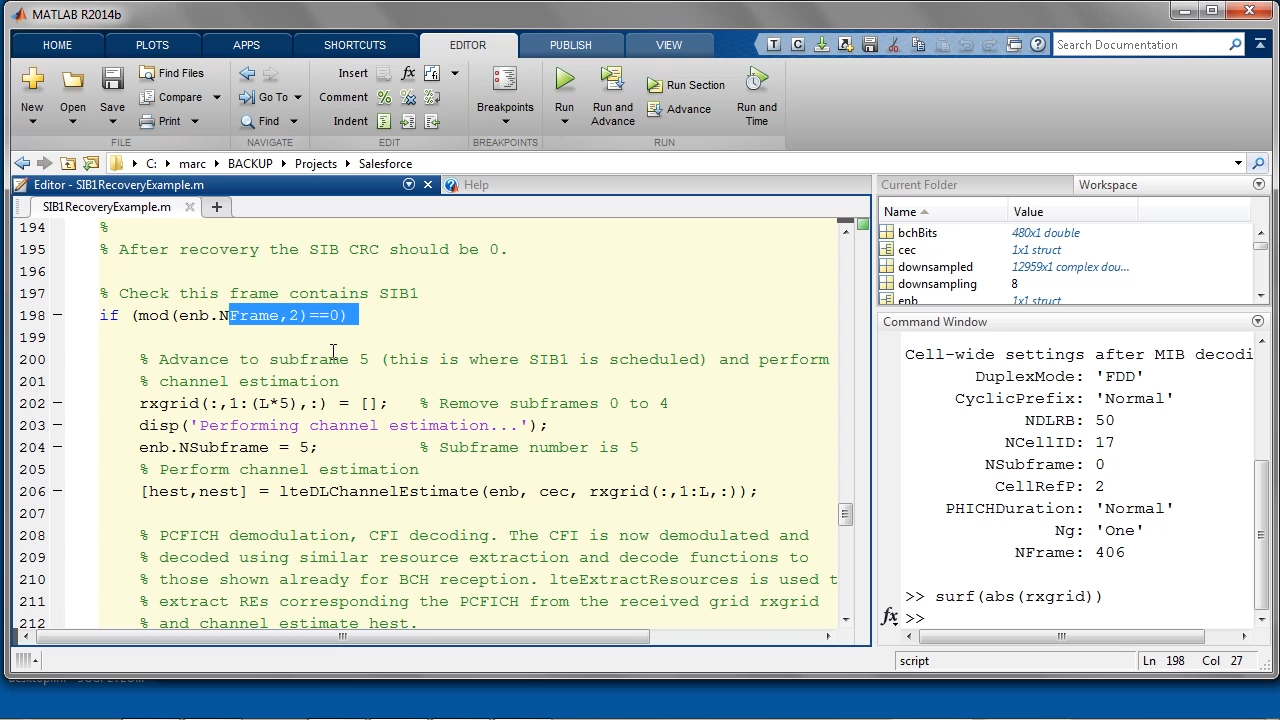 MATLAB R2014b
HOME PLOTS APPS SHORTCUTS EDITOR PUBLISH VIEW Search Documentation
New Open Save Find Files Compare Print
FILE
Go To Find
NAVIGATE
Insert Comment Indent
EDIT
Breakpoints
BREAKPOINTS
Run Run and Advance Run Section Advance Run and Time
RUN
C: marc BACKUP Projects Salesforce
Editor - SIB1RecoveryExample.m Help
SIB1RecoveryExample.m
194 %
195 % After recovery the SIB CRC should be 0.
196
197 % Check this frame contains SIB1
198 if (mod(enb.NFrame,2)==0)
199
200 % Advance to subframe 5 (this is where SIB1 is scheduled) and perform
201 % channel estimation
202 rxgrid(:,1:(L*5),:) = []; % Remove subframes 0 to 4
203 disp('Performing channel estimation...');
204 enb.NSubframe = 5; % Subframe number is 5
205 % Perform channel estimation
206 [hest,nest] = lteDLChannelEstimate(enb, cec, rxgrid(:,1:L,:));
207
208 % PCFICH demodulation, CFI decoding. The CFI is now demodulated and
209 % decoded using similar resource extraction and decode functions to
210 % those shown already for BCH reception. lteExtractResources is used t
211 % extract REs corresponding the PCFICH from the received grid rxgrid
212 % and channel estimate hest.
Current Folder Workspace
Name Value
bchBits 480x1 double
cec 1x1 struct
downsampled 12959x1 complex dou...
downsampling 8
enb 1x1 struct
Command Window
Cell-wide settings after MIB decodi
DuplexMode: 'FDD'
CyclicPrefix: 'Normal'
NDLRB: 50
NCellID: 17
NSubframe: 0
CellRefP: 2
PHICHDuration: 'Normal'
Ng: 'One'
NFrame: 406
>> surf(abs(rxgrid))
fx >>
script Ln 198 Col 27